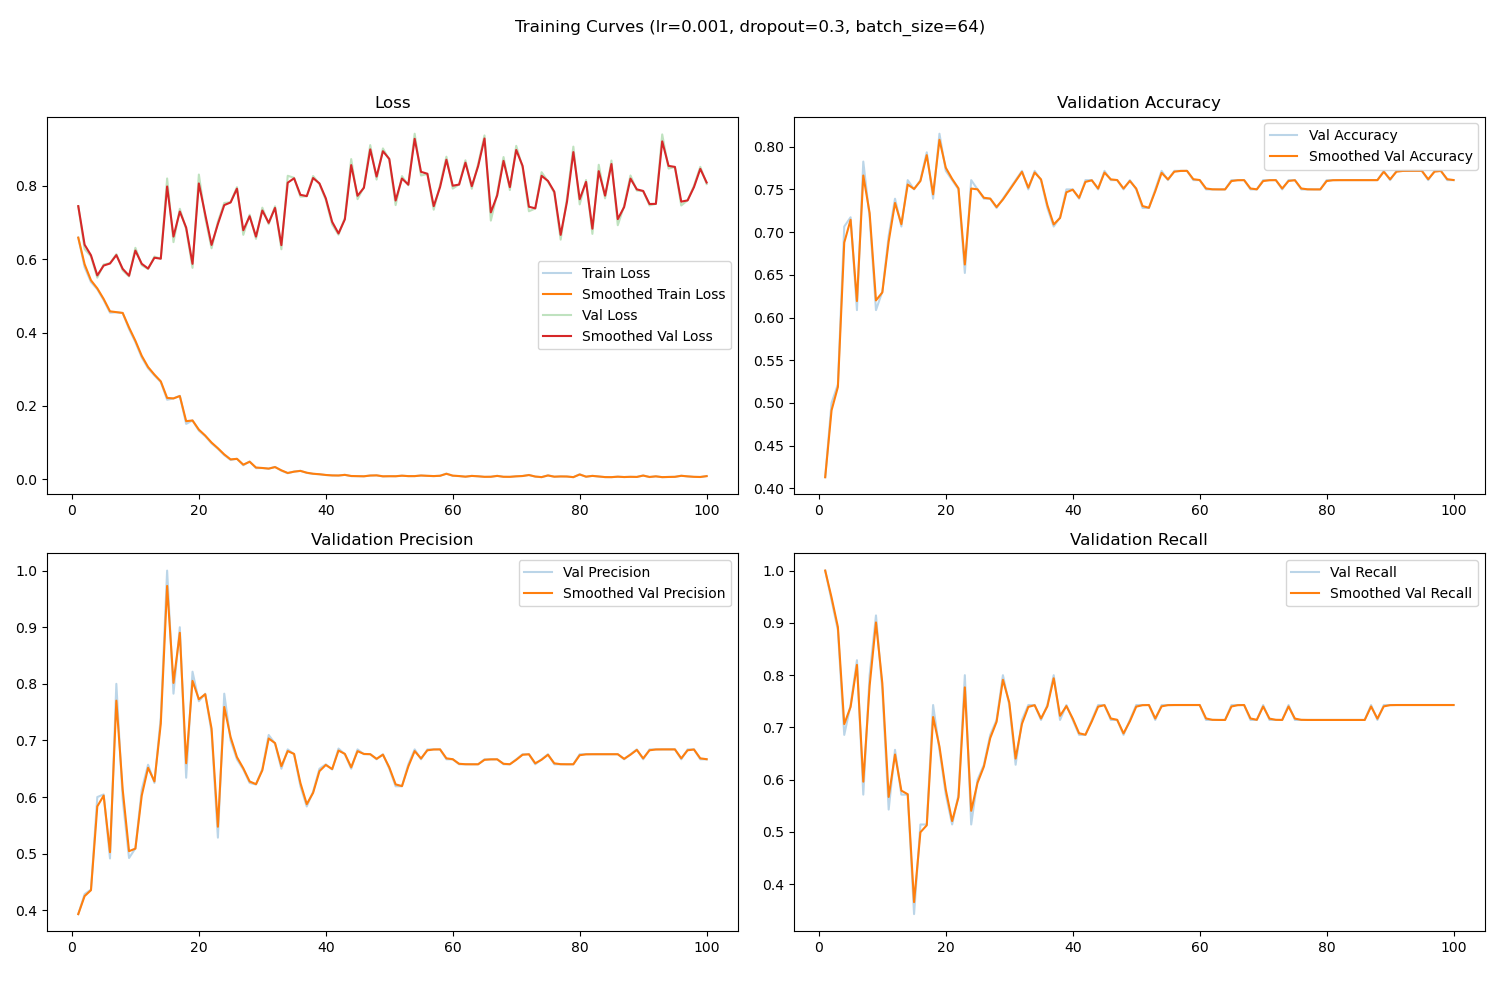 Training Curves (lr=0.001, dropout=0.3, batch_size=64)
Loss
0.8
0.6
0.4
0.2
0.0
0 20 40 60 80 100
Train Loss
Smoothed Train Loss
Val Loss
Smoothed Val Loss
Validation Accuracy
0.80
0.75
0.70
0.65
0.60
0.55
0.50
0.45
0.40
0 20 40 60 80 100
Val Accuracy
Smoothed Val Accuracy
Validation Precision
1.0
0.9
0.8
0.7
0.6
0.5
0.4
0 20 40 60 80 100
Val Precision
Smoothed Val Precision
Validation Recall
1.0
0.9
0.8
0.7
0.6
0.5
0.4
0 20 40 60 80 100
Val Recall
Smoothed Val Recall